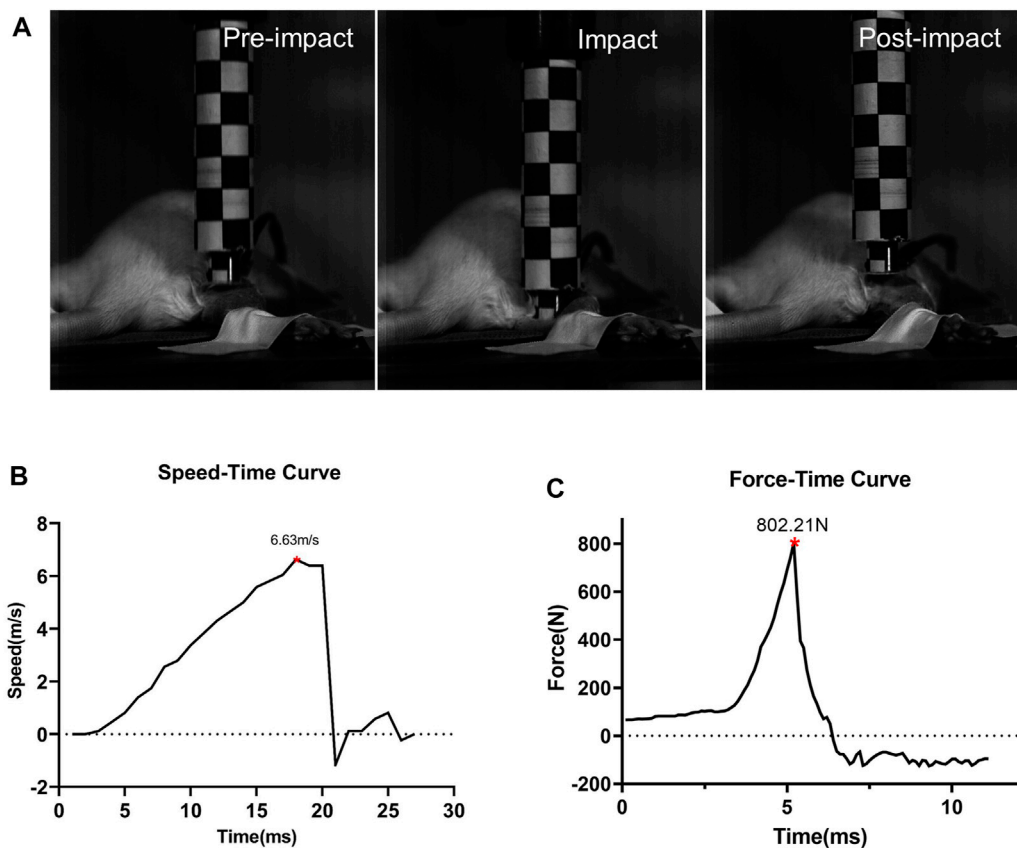 A
Pre-impact
Impact
Post-impact
B
Speed-Time Curve
6.63m/s
8
6
4
2
0
-2
Speed(m/s)
0
5
10
15
20
25
30
Time(ms)
C
Force-Time Curve
802.21N
800
600
400
200
0
-200
Force(N)
0
5
10
Time(ms)